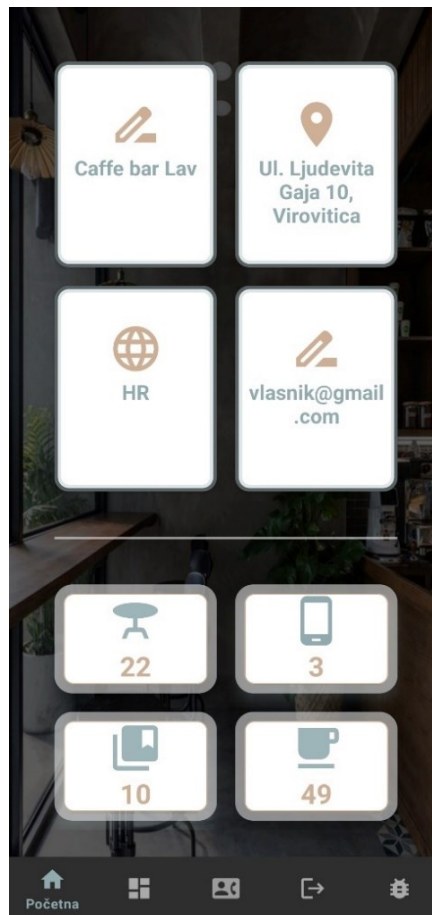 Caffe bar Lav
Ul. Ljudevita
Gaja 10,
Virovitica
HR
vlasnik@gmail
.com
22
3
10
49
Početna